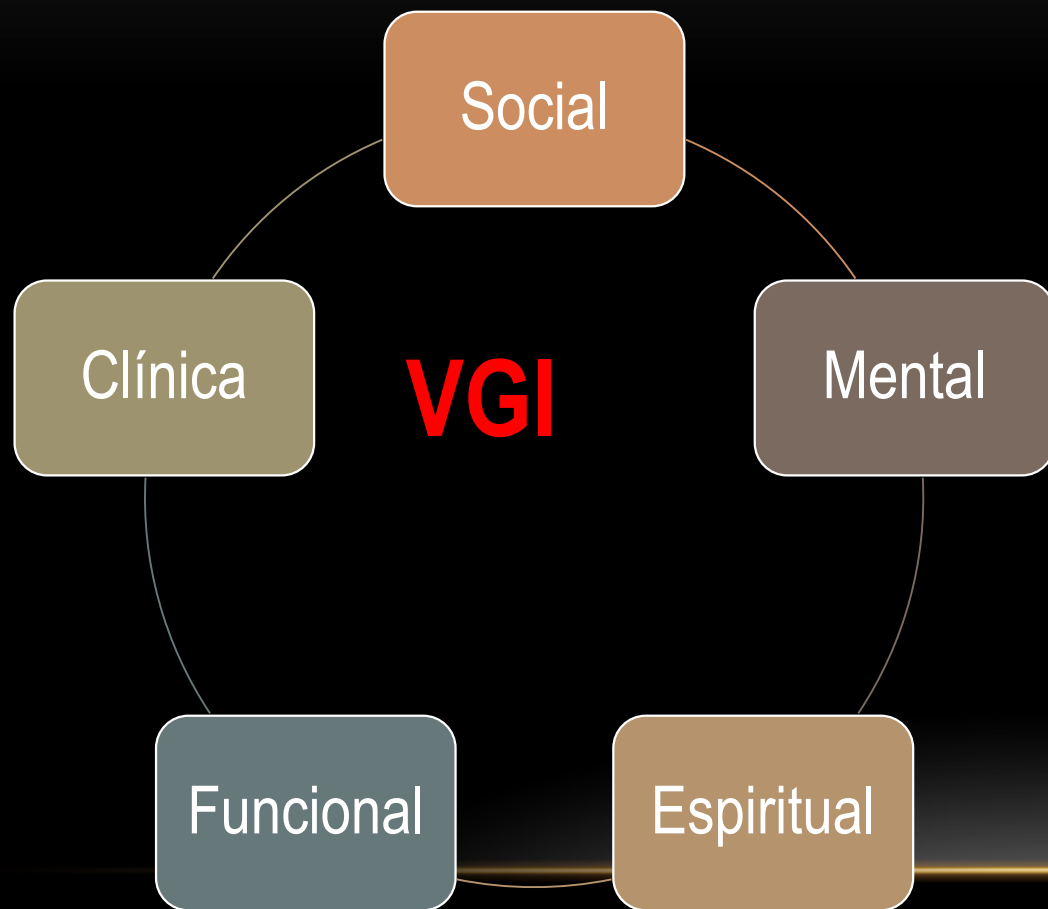 Social
Clínica
VGI
Mental
Funcional
Espiritual